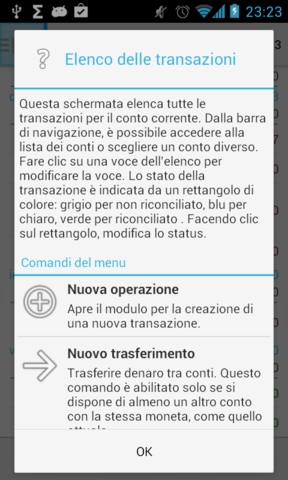 23:23
Elenco delle transazioni
Questa schermata elenca tutte le
transazioni per il conto corrente. Dalla barra
di navigazione, è possibile accedere alla
lista dei conti o scegliere un conto diverso.
Fare clic su una voce dell'elenco per
modificare la voce. Lo stato della
transazione è indicata da un rettangolo di
colore: grigio per non riconciliato, blu per
chiaro, verde per riconciliato . Facendo clic
sul rettangolo, modifica lo status.
Comandi del menu
Nuova operazione
Apre il modulo per la creazione di
una nuova transazione.
Nuovo trasferimento
Trasferire denaro tra conti. Questo
comando è abilitato solo se si
dispone di almeno un altro conto
con la stessa moneta, come quello
OK